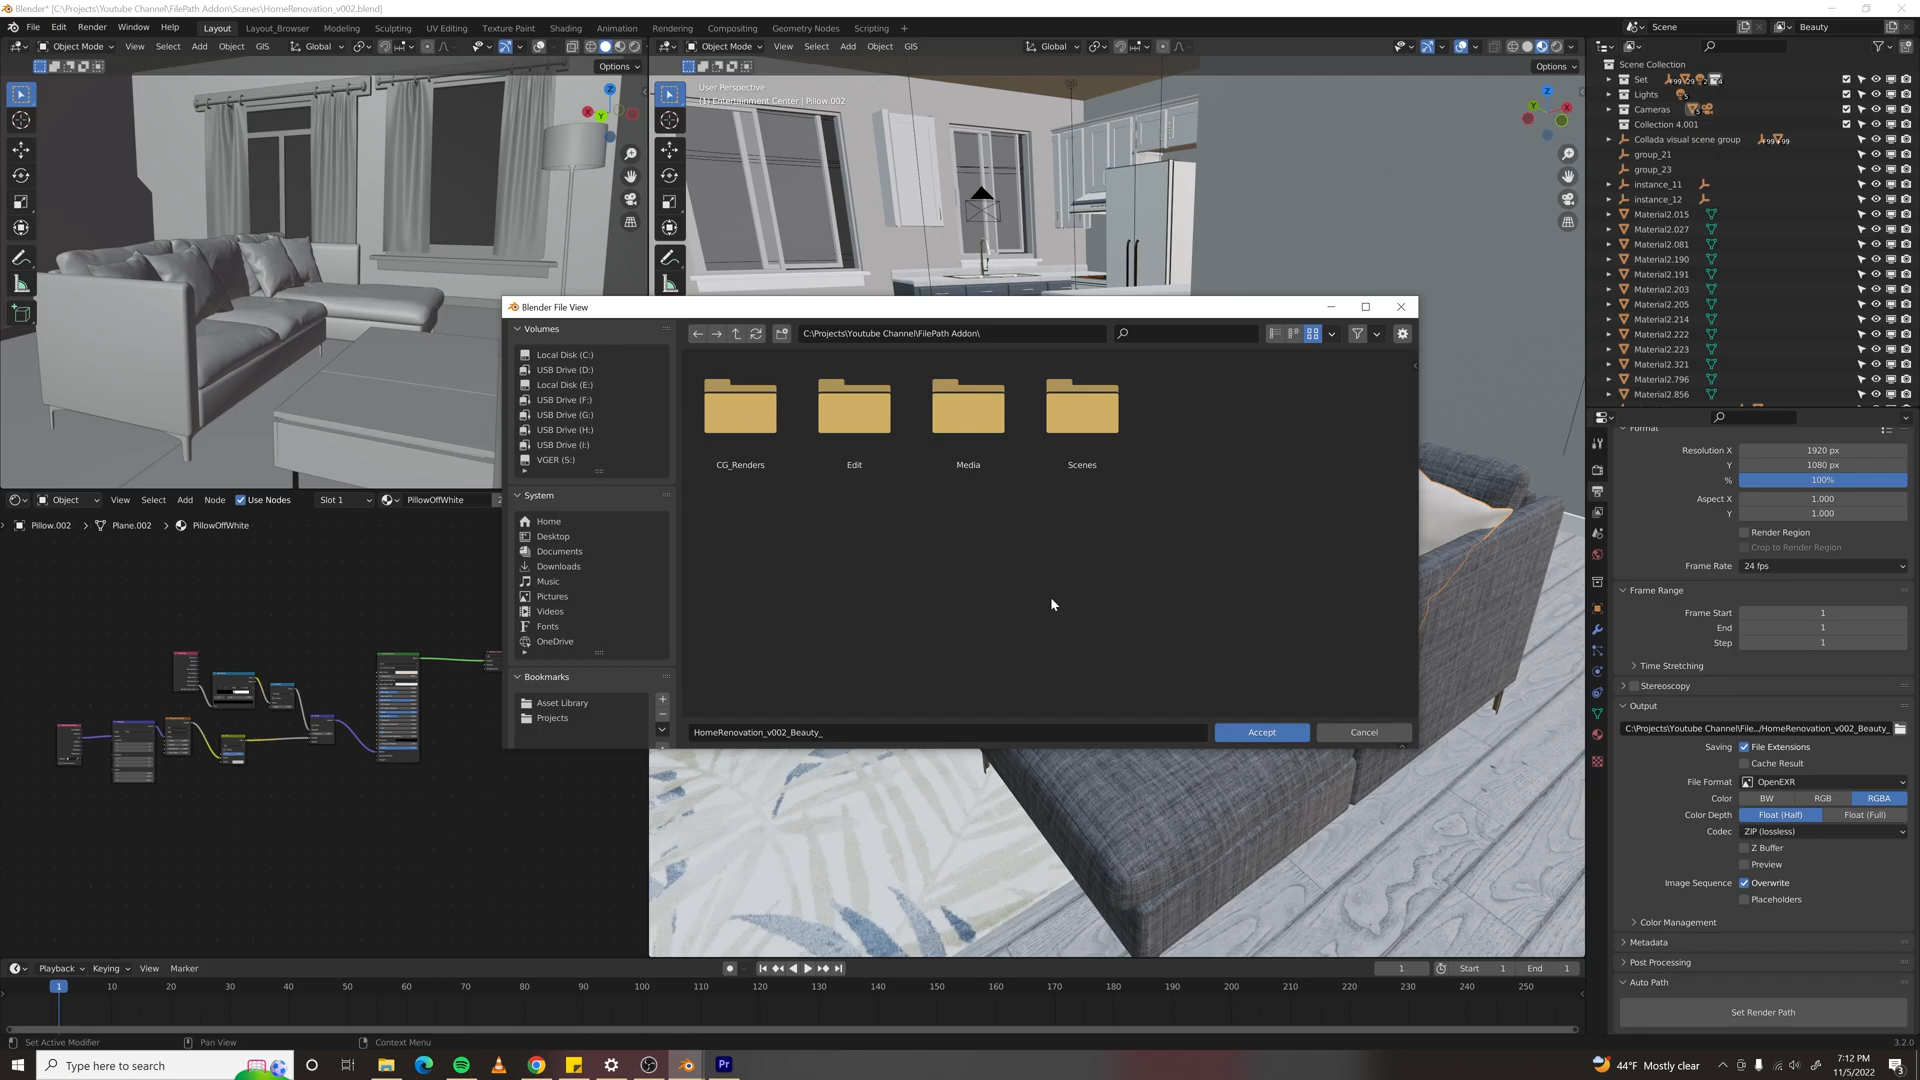 Blender* [C:\Projects\Youtube Channel\FilePath Addon\Scenes\HomeRenovation_v002.blend]
File Edit Render Window Help Layout Layout_Browser Modeling Sculpting UV Editing Texture Paint Shading Animation Rendering Compositing Geometry Nodes Scripting + Scene Beauty
Object Mode View Select Add Object GIS Global Object Mode View Select Add Object GIS Global
Options Options
User Perspective
(1) Entertainment Center | Pillow.002
Scene Collection
Set
Lights
Cameras
Collection 4.001
Collada visual scene group
group_21
group_23
instance_11
instance_12
Material2.015
Material2.027
Material2.081
Material2.190
Material2.191
Material2.203
Material2.205
Material2.214
Material2.222
Material2.223
Material2.321
Material2.796
Material2.856
Blender File View
Volumes
Local Disk (C:)
USB Drive (D:)
Local Disk (E:)
USB Drive (F:)
USB Drive (G:)
USB Drive (H:)
USB Drive (I:)
VGER (S:)
System
Home
Desktop
Documents
Downloads
Music
Pictures
Videos
Fonts
OneDrive
Bookmarks
Asset Library
Projects
C:\Projects\Youtube Channel\FilePath Addon\
CG_Renders Edit Media Scenes
HomeRenovation_v002_Beauty_ Accept Cancel
Object View Select Add Node Use Nodes Slot 1 PillowOffWhite 2
Pillow.002 Plane.002 PillowOffWhite
Format
Resolution X 1920 px
Y 1080 px
% 100%
Aspect X 1.000
Y 1.000
Render Region
Crop to Render Region
Frame Rate 24 fps
Frame Range
Frame Start 1
End 1
Step 1
Time Stretching
Stereoscopy
Output
C:\Projects\Youtube Channel\File.../HomeRenovation_v002_Beauty_
Saving File Extensions
Cache Result
File Format OpenEXR
Color BW RGB RGBA
Color Depth Float (Half) Float (Full)
Codec ZIP (lossless)
Z Buffer
Preview
Image Sequence Overwrite
Placeholders
Color Management
Metadata
Post Processing
Auto Path
Set Render Path
Playback Keying View Marker 1 Start 1 End 1
1 10 20 30 40 50 60 70 80 90 100 110 120 130 140 150 160 170 180 190 200 210 220 230 240 250
Set Active Modifier Pan View Context Menu 3.2.0
Type here to search 44°F Mostly clear 7:12 PM
11/5/2022